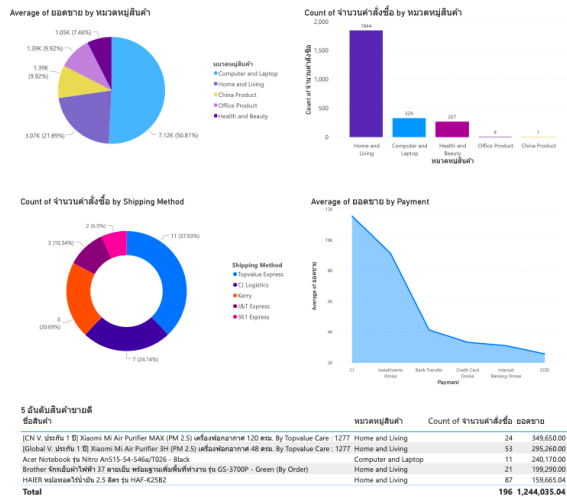 Average of ยอดขาย by หมวดหมู่สินค้า
1.05K (7.46%)
1.39K (9.92%)
1.39K
(9.92%)
3.07K (21.89%)
7.12K (50.81%)
หมวดหมู่สินค้า
Computer and Laptop
Home and Living
China Product
Office Product
Health and Beauty
Count of จำนวนคำสั่งซื้อ by หมวดหมู่สินค้า
Count of จำนวนคำสั่งซื้อ
2,000
1,500
1,000
500
0
1844
329
267
4
1
Home and Living
Computer and Laptop
Health and Beauty
Office Product
China Product
หมวดหมู่สินค้า
Count of จำนวนคำสั่งซื้อ by Shipping Method
2 (6.9%)
11 (37.93%)
3 (10.34%)
6
(20.69%)
7 (24.14%)
Shipping Method
Topvalue Express
CJ Logistics
Karry
J&T Express
361 Express
Average of ยอดขาย by Payment
Average of ยอดขาย
12K
10K
8K
6K
4K
2K
CJ
Installments Omise
Bank Transfer
Credit Card Omise
Internet Banking Omise
COD
Payment
5 อันดับสินค้าขายดี
ชื่อสินค้า หมวดหมู่สินค้า Count of จำนวนคำสั่งซื้อ ยอดขาย
[CN V. ประกัน 1 ปี] Xiaomi Mi Air Purifier MAX (PM 2.5) เครื่องฟอกอากาศ 120 ตรม. By Topvalue Care : 1277 Home and Living 24 349,650.00
[Global V. ประกัน 1 ปี] Xiaomi Mi Air Purifier 3H (PM 2.5) เครื่องฟอกอากาศ 48 ตรม. By Topvalue Care : 1277 Home and Living 53 295,260.00
Acer Notebook รุ่น Nitro An515-54-546a/T026 - Black Computer and Laptop 11 240,170.00
Brother จักรเย็บผ้าไฟฟ้า 37 ลายเย็บ พร้อมฐานเพิ่มพื้นที่ทำงาน รุ่น GS-3700P - Green (By Order) Home and Living 21 199,290.00
HAIER หม้อทอดไร้น้ำมัน 2.5 ลิตร รุ่น HAF-K25B2 Home and Living 87 159,665.04
Total 196 1,244,035.04